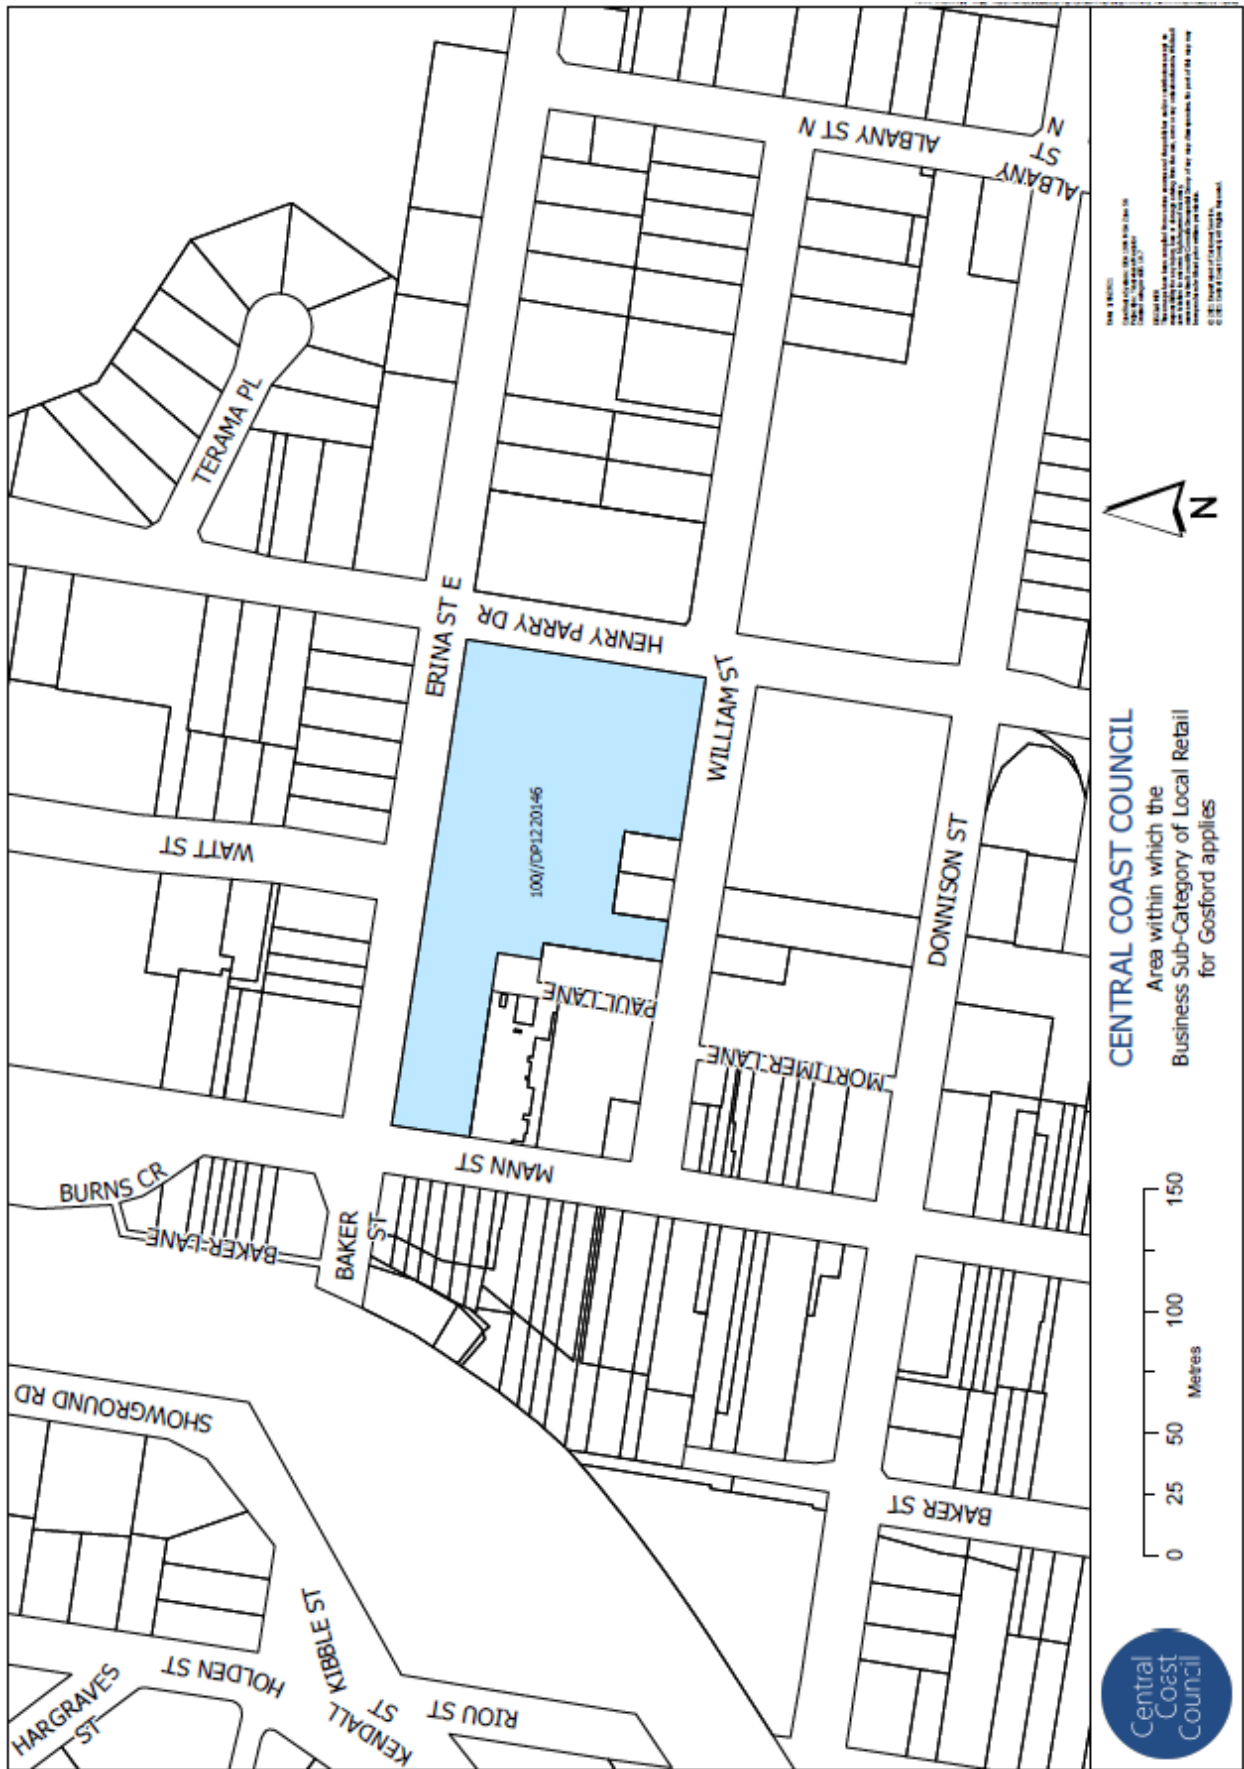 HARGRAVES
ST
HOLDEN ST
KIBBLE ST
KENDALL
ST
RIOU ST
SHOWGROUND RD
BURNS CR
BAKER LANE
BAKER
ST
MANN ST
BAKER ST
WATT ST
PAUL LANE
MORTIMER LANE
100//DP1220146
ERINA ST E
HENRY PARRY DR
WILLIAM ST
DONNISON ST
TERAMA PL
ALBANY ST N
ALBANY
ST
N
Central
Coast
Council
0 25 50 100 150
Metres
CENTRAL COAST COUNCIL
Area within which the
Business Sub-Category of Local Retail
for Gosford applies
N